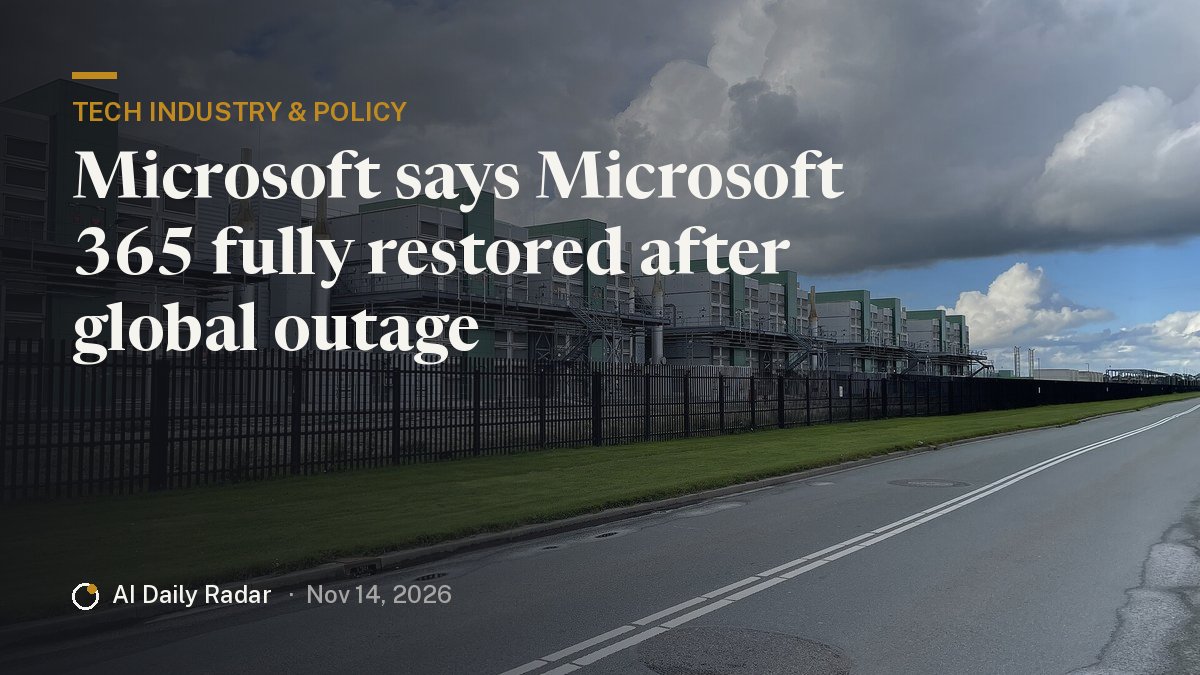 TECH INDUSTRY & POLICY
Microsoft says Microsoft
365 fully restored after
global outage
AI Daily Radar · Nov 14, 2026